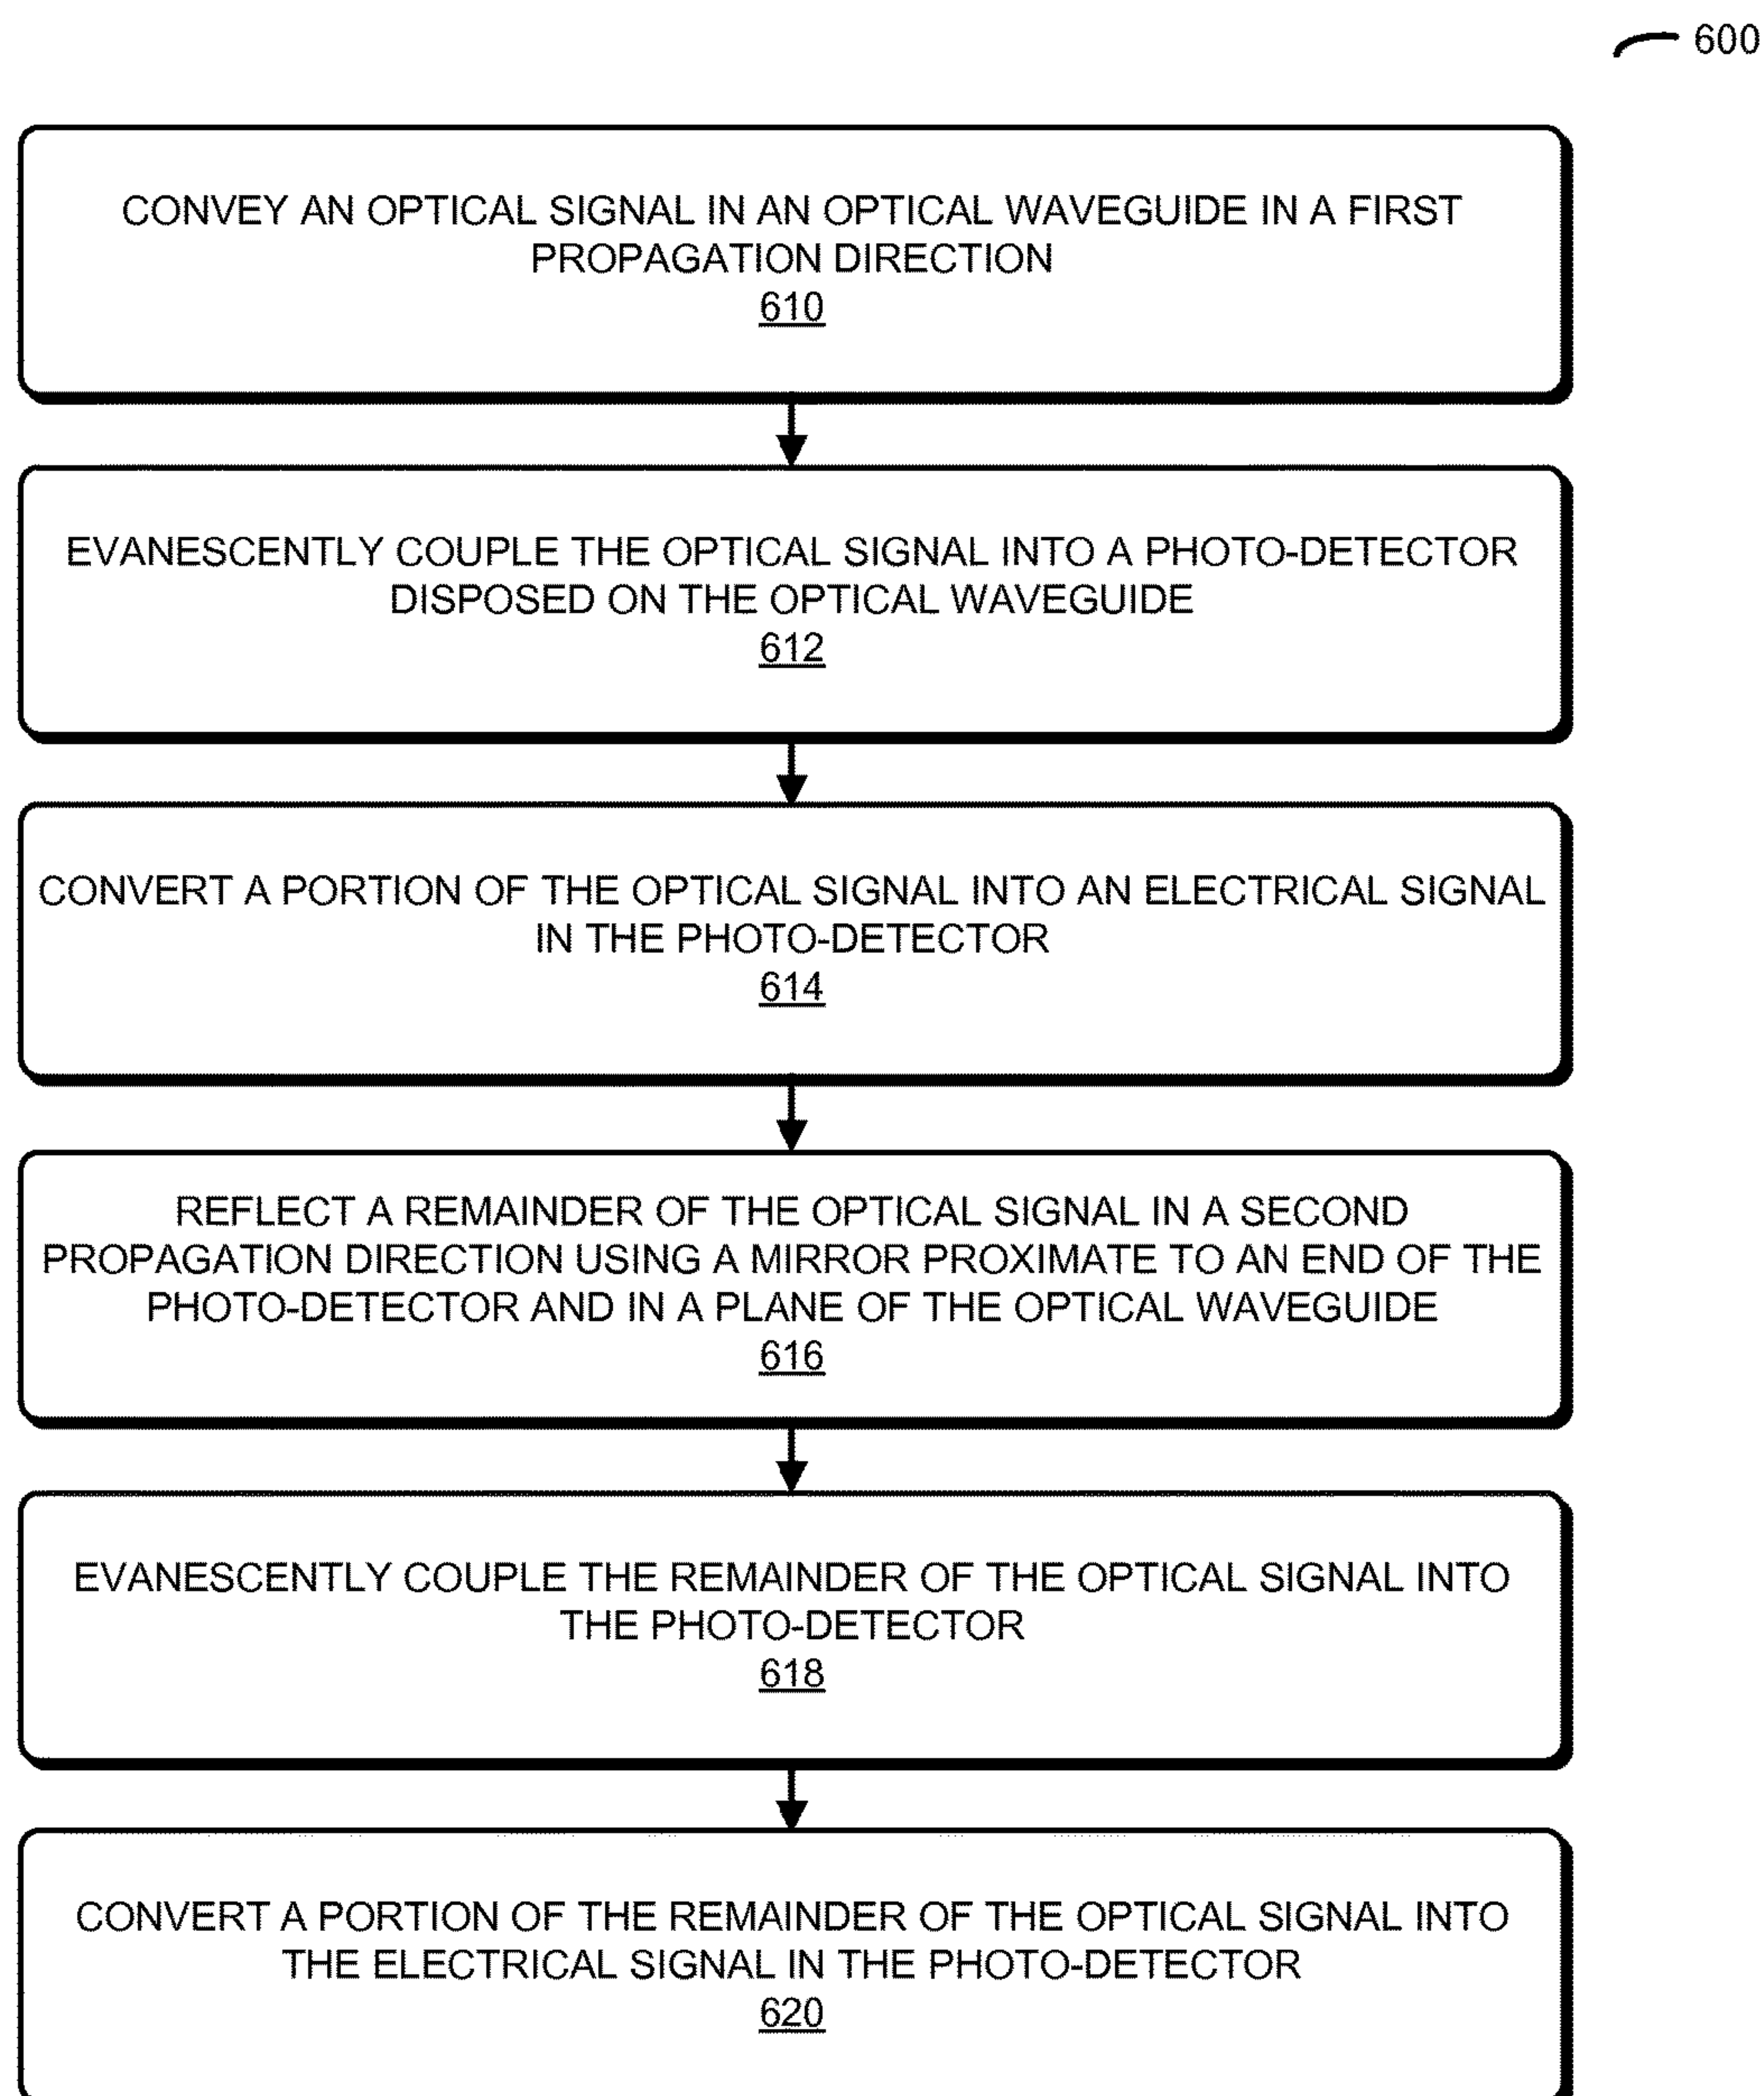 600
CONVEY AN OPTICAL SIGNAL IN AN OPTICAL WAVEGUIDE IN A FIRST
PROPAGATION DIRECTION
610
EVANESCENTLY COUPLE THE OPTICAL SIGNAL INTO A PHOTO-DETECTOR
DISPOSED ON THE OPTICAL WAVEGUIDE
612
CONVERT A PORTION OF THE OPTICAL SIGNAL INTO AN ELECTRICAL SIGNAL
IN THE PHOTO-DETECTOR
614
REFLECT A REMAINDER OF THE OPTICAL SIGNAL IN A SECOND
PROPAGATION DIRECTION USING A MIRROR PROXIMATE TO AN END OF THE
PHOTO-DETECTOR AND IN A PLANE OF THE OPTICAL WAVEGUIDE
616
EVANESCENTLY COUPLE THE REMAINDER OF THE OPTICAL SIGNAL INTO
THE PHOTO-DETECTOR
618
CONVERT A PORTION OF THE REMAINDER OF THE OPTICAL SIGNAL INTO
THE ELECTRICAL SIGNAL IN THE PHOTO-DETECTOR
620